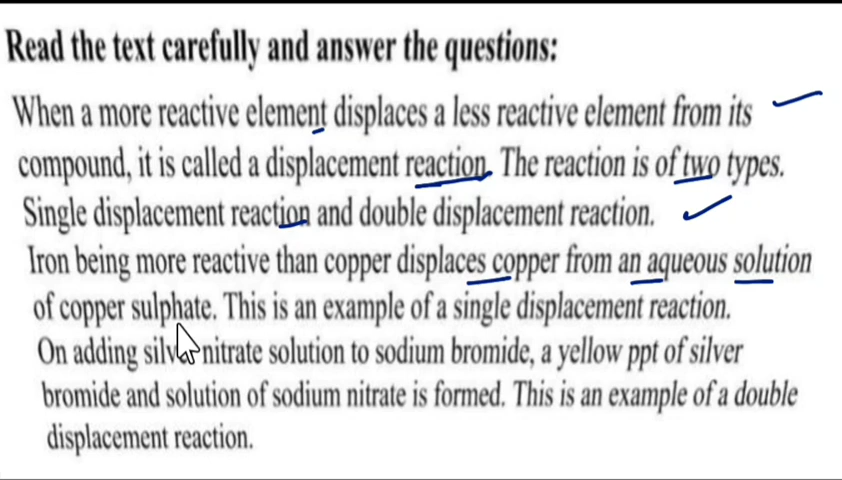 Read the text carefully and answer the questions:
When a more reactive element displaces a less reactive element from its
compound, it is called a displacement reaction. The reaction is of two types.
Single displacement reaction and double displacement reaction.
Iron being more reactive than copper displaces copper from an aqueous solution
of copper sulphate. This is an example of a single displacement reaction.
On adding silver nitrate solution to sodium bromide, a yellow ppt of silver
bromide and solution of sodium nitrate is formed. This is an example of a double
displacement reaction.